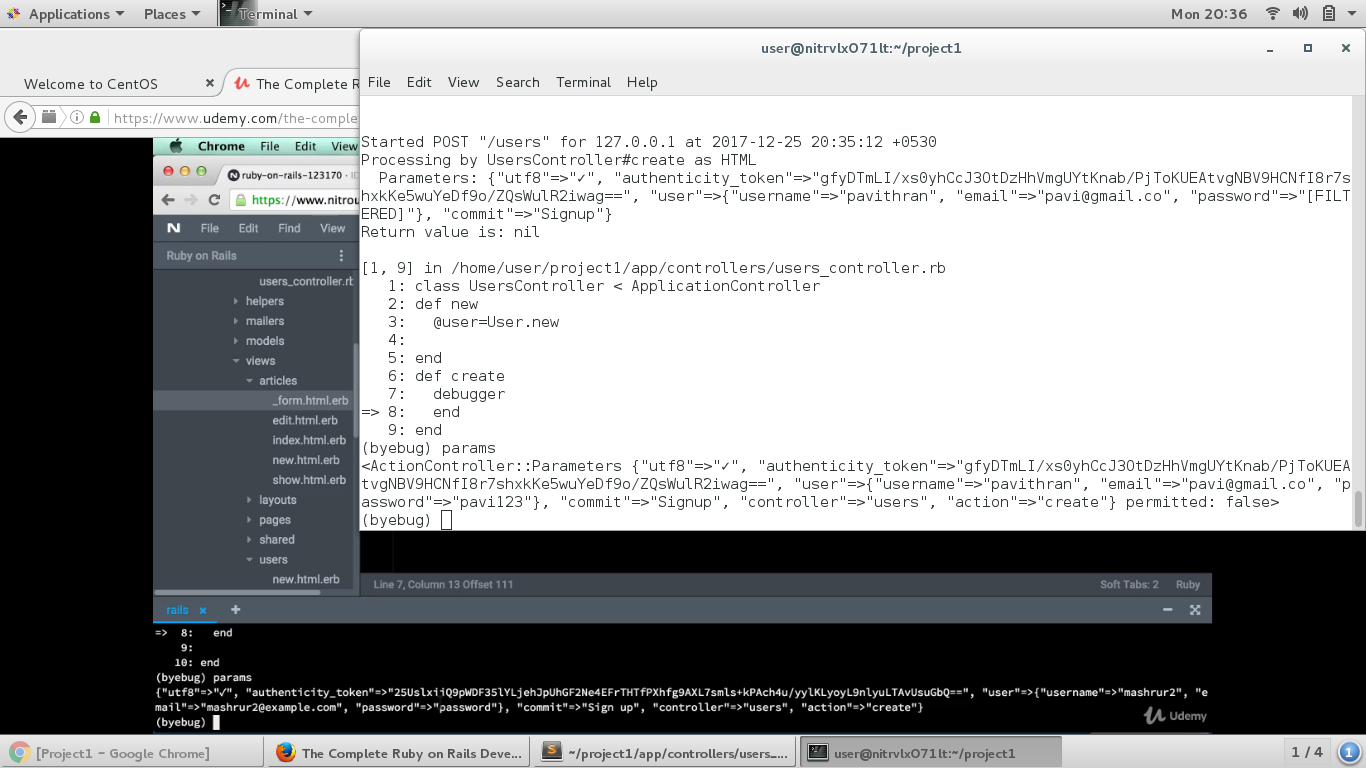 Applications Places Terminal Mon 20:36
user@nitrvlx071lt:~/project1
File Edit View Search Terminal Help
Welcome to CentOS × The Complete R
https://www.udemy.com/the-comple
Started POST "/users" for 127.0.0.1 at 2017-12-25 20:35:12 +0530
Processing by UsersController#create as HTML
Parameters: {"utf8"=>"✓", "authenticity_token"=>"gfyDTmLI/xs0yhCcJ3OtDzHhVmgUYtKnab/PjToKUEAtvgNBV9HCNfI8r7s
hxkKe5wuYeDf9o/ZQsWulR2iwag==", "user"=>{"username"=>"pavithran", "email"=>"pavi@gmail.co", "password"=>"[FILT
ERED]"}, "commit"=>"Signup"}
Return value is: nil
[1, 9] in /home/user/project1/app/controllers/users_controller.rb
1: class UsersController < ApplicationController
2: def new
3: @user=User.new
4:
5: end
6: def create
7: debugger
=> 8: end
9: end
(byebug) params
<ActionController::Parameters {"utf8"=>"✓", "authenticity_token"=>"gfyDTmLI/xs0yhCcJ3OtDzHhVmgUYtKnab/PjToKUEA
tvgNBV9HCNfI8r7shxkKe5wuYeDf9o/ZQsWulR2iwag==", "user"=>{"username"=>"pavithran", "email"=>"pavi@gmail.co", "p
assword"=>"pavi123"}, "commit"=>"Signup", "controller"=>"users", "action"=>"create"} permitted: false>
(byebug)
Chrome File Edit View
ruby-on-rails-123170 - ID
https://www.nitrou
N File Edit Find View
Ruby on Rails
users_controller.rb
helpers
mailers
models
views
articles
_form.html.erb
edit.html.erb
index.html.erb
new.html.erb
show.html.erb
layouts
pages
shared
users
new.html.erb
Line 7, Column 13 Offset 111 Soft Tabs: 2 Ruby
rails × +
=> 8: end
9:
10: end
(byebug) params
{"utf8"=>"✓", "authenticity_token"=>"25UslxijQ9pWDF35lYLjehJpUhGF2Ne4EFrTHTfPXhfg9AXL7smls+kPAch4u/yylKLyoyL9nlyuLTAvUsuGbQ==", "user"=>{"username"=>"mashrur2", "e
mail"=>"mashrur2@example.com", "password"=>"password"}, "commit"=>"Sign up", "controller"=>"users", "action"=>"create"}
(byebug)
Udemy
[Project1 – Google Chrome] The Complete Ruby on Rails Deve... ~/project1/app/controllers/users_... user@nitrvlx071lt:~/project1 1 / 4 1